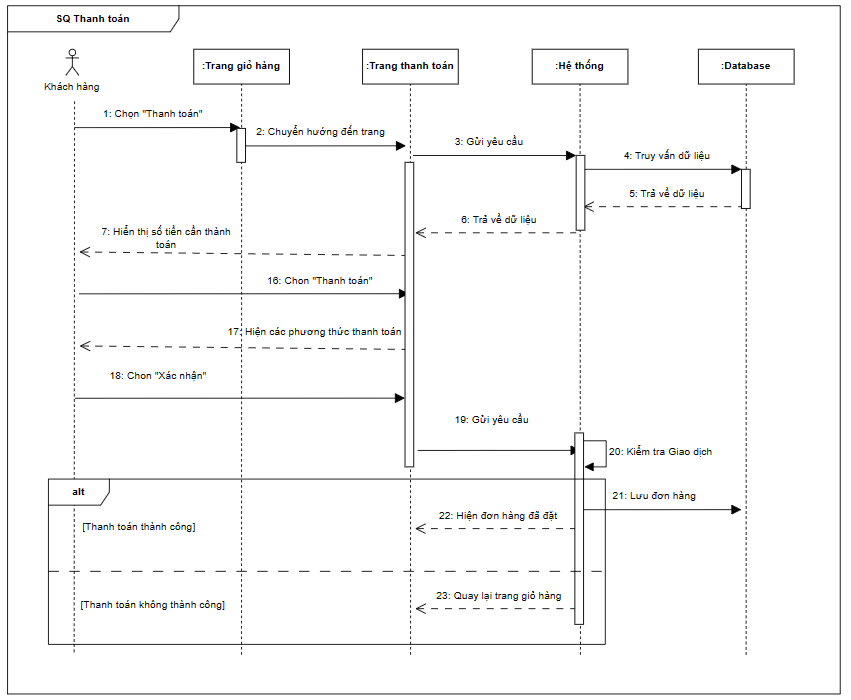 SQ Thanh toán
:Trang giỏ hàng
:Trang thanh toán
:Hệ thống
:Database
Khách hàng
1: Chọn "Thanh toán"
2: Chuyển hướng đến trang
3: Gửi yêu cầu
4: Truy vấn dữ liệu
5: Trả về dữ liệu
6: Trả về dữ liệu
7: Hiển thị số tiền cần thành
toán
16: Chon "Thanh toán"
17: Hiện các phương thức thanh toán
18: Chon "Xác nhận"
19: Gửi yêu cầu
20: Kiểm tra Giao dịch
alt
21: Lưu đơn hàng
22: Hiện đơn hàng đã đặt
[Thanh toán thành công]
23: Quay lại trang giỏ hàng
[Thanh toán không thành công]